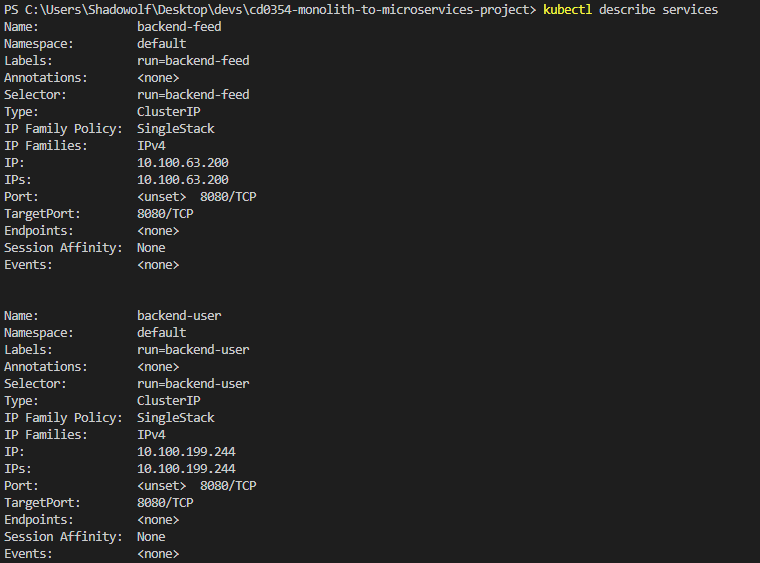 PS C:\Users\Shadowolf\Desktop\devs\cd0354-monolith-to-microservices-project> kubectl describe services
Name:              backend-feed
Namespace:         default
Labels:            run=backend-feed
Annotations:       <none>
Selector:          run=backend-feed
Type:              ClusterIP
IP Family Policy:  SingleStack
IP Families:       IPv4
IP:                10.100.63.200
IPs:               10.100.63.200
Port:              <unset>  8080/TCP
TargetPort:        8080/TCP
Endpoints:         <none>
Session Affinity:  None
Events:            <none>


Name:              backend-user
Namespace:         default
Labels:            run=backend-user
Annotations:       <none>
Selector:          run=backend-user
Type:              ClusterIP
IP Family Policy:  SingleStack
IP Families:       IPv4
IP:                10.100.199.244
IPs:               10.100.199.244
Port:              <unset>  8080/TCP
TargetPort:        8080/TCP
Endpoints:         <none>
Session Affinity:  None
Events:            <none>